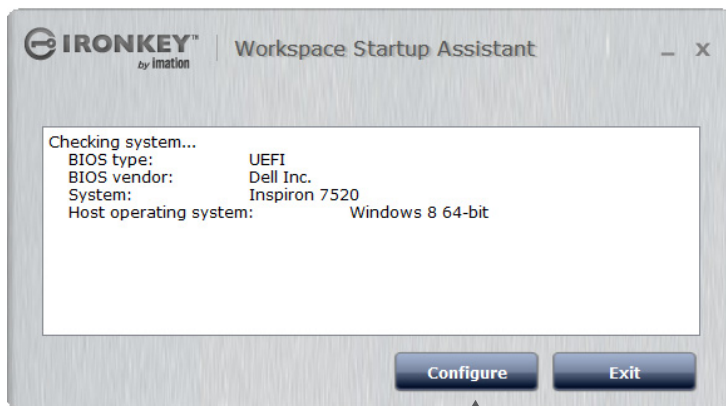 IRONKEY™ Workspace Startup Assistant
by imation
Checking system...
BIOS type: UEFI
BIOS vendor: Dell Inc.
System: Inspiron 7520
Host operating system: Windows 8 64-bit
Configure Exit